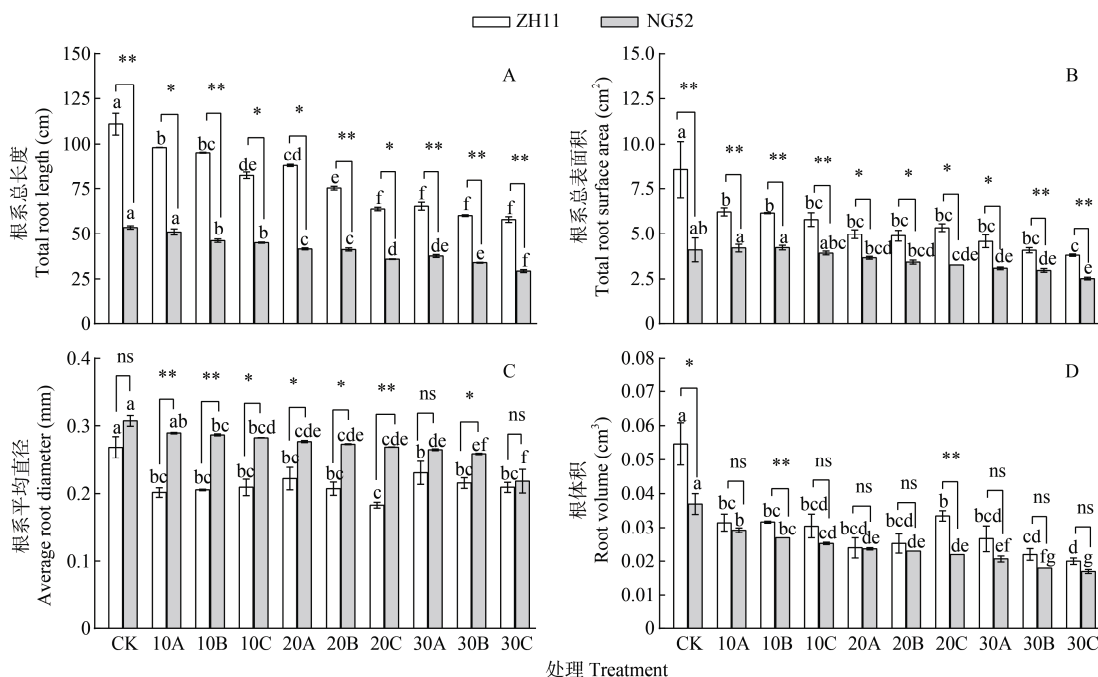 ZH11 NG52
A
根系总长度
Total root length (cm)
150
125
100
75
50
25
0
** * ** * * ** * ** ** **
a b bc de cd e f f f f
a a b b c c d d e f
B
根系总表面积
Total root surface area (cm²)
15.0
12.5
10.0
7.5
5.0
2.5
0
** ** ** ** * * * * ** **
a b b bc bc bc bc bc bc c
ab a a abc bcd bcd cde de de e
C
根系平均直径
Average root diameter (mm)
0.4
0.3
0.2
0.1
0
ns ** ** * * * ** ns * ns
a bc bc bc bc bc c b bc bc
a ab bc bcd cde cde cde de ef f
CK 10A 10B 10C 20A 20B 20C 30A 30B 30C
D
根体积
Root volume (cm³)
0.08
0.07
0.06
0.05
0.04
0.03
0.02
0.01
0.00
* ns ** ns ns ns ** ns ns ns
a bc bc bcd bcd bcd b bcd cd d
a b bc cd de de de ef fg g
CK 10A 10B 10C 20A 20B 20C 30A 30B 30C
处理 Treatment